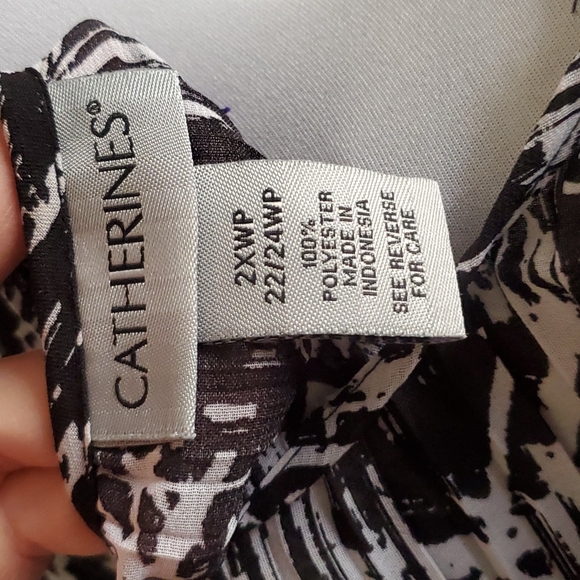 CATHERINES®
2XWP
22/24WP
100%
POLYESTER
MADE IN
INDONESIA
SEE REVERSE
FOR CARE